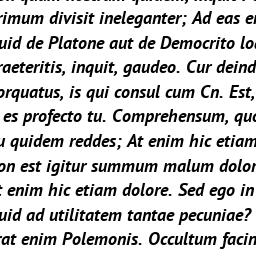 rimum divisit ineleganter; Ad eas e
uid de Platone aut de Democrito lo
raeteritis, inquit, gaudeo. Cur deind
orquatus, is qui consul cum Cn. Est,
es profecto tu. Comprehensum, quo
u quidem reddes; At enim hic etiam
on est igitur summum malum dolor
t enim hic etiam dolore. Sed ego in
uid ad utilitatem tantae pecuniae?
rat enim Polemonis. Occultum facin